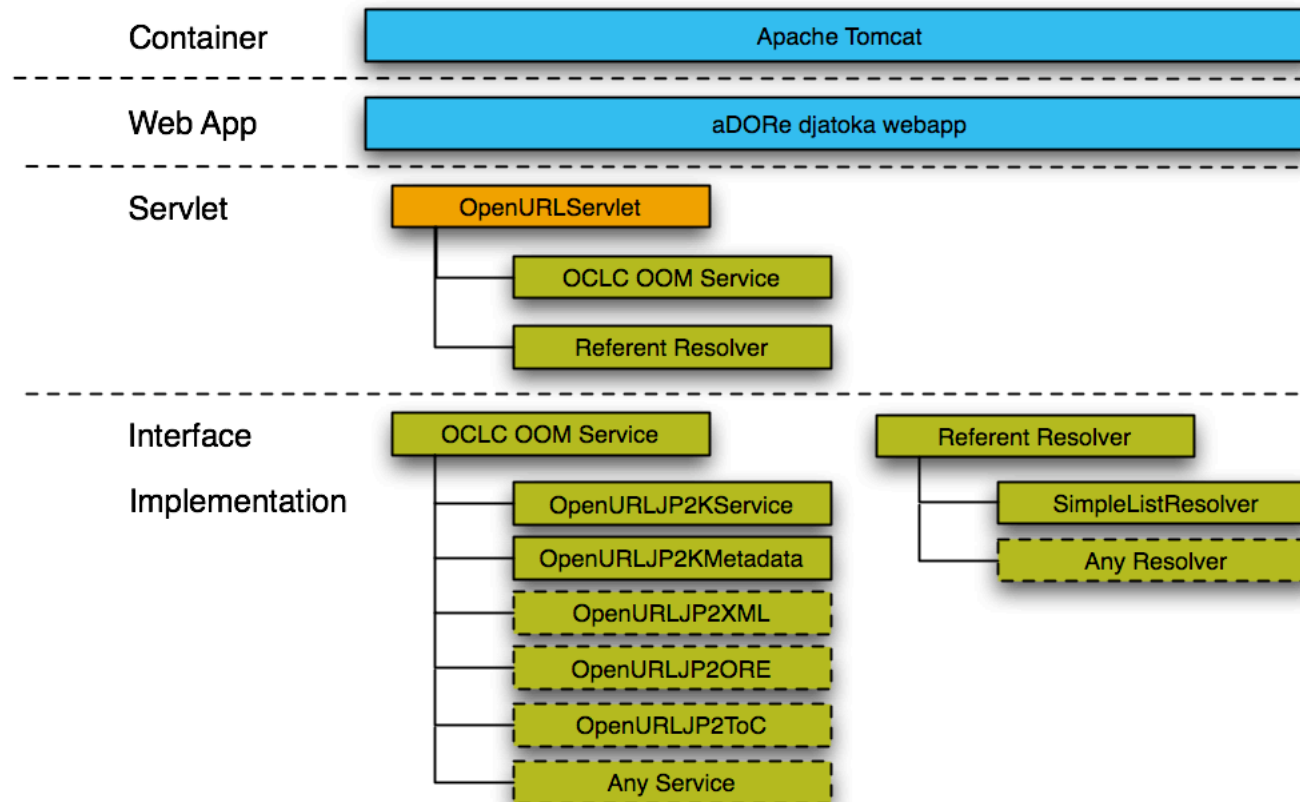 Container
Apache Tomcat
Web App
aDORe djatoka webapp
Servlet
OpenURLServlet
OCLC OOM Service
Referent Resolver
Interface
OCLC OOM Service
Referent Resolver
Implementation
OpenURLJP2KService
SimpleListResolver
OpenURLJP2KMetadata
Any Resolver
OpenURLJP2XML
OpenURLJP2ORE
OpenURLJP2ToC
Any Service